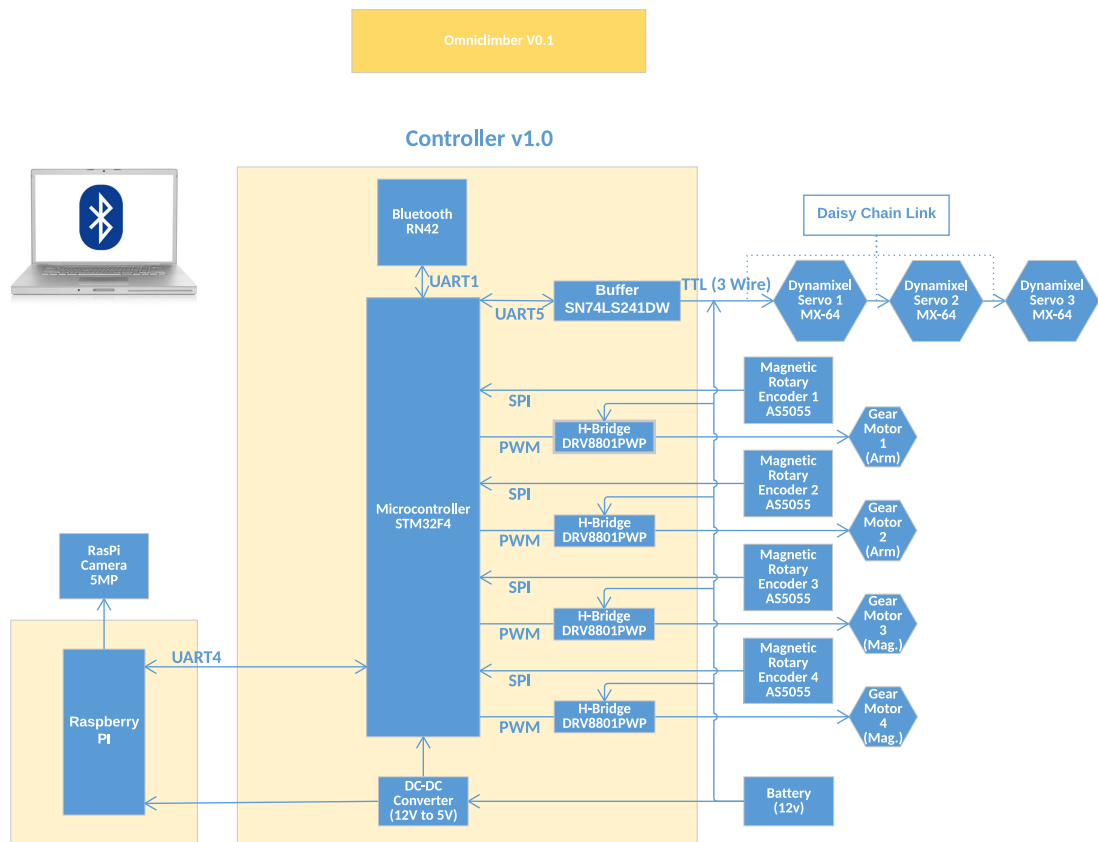 Omniclimber V0.1
Controller v1.0
Bluetooth
RN42
Daisy Chain Link
UART1
TTL (3 Wire)
Buffer
SN74LS241DW
UART5
Dynamixel
Servo 1
MX-64
Dynamixel
Servo 2
MX-64
Dynamixel
Servo 3
MX-64
Magnetic
Rotary
Encoder 1
AS5055
SPI
H-Bridge
DRV8801PWP
PWM
Gear
Motor
1
(Arm)
Magnetic
Rotary
Encoder 2
AS5055
SPI
Microcontroller
STM32F4
H-Bridge
DRV8801PWP
PWM
Gear
Motor
2
(Arm)
RasPi
Camera
5MP
Magnetic
Rotary
Encoder 3
AS5055
SPI
H-Bridge
DRV8801PWP
PWM
Gear
Motor
3
(Mag.)
UART4
Magnetic
Rotary
Encoder 4
AS5055
SPI
Raspberry
PI
H-Bridge
DRV8801PWP
PWM
Gear
Motor
4
(Mag.)
DC-DC
Converter
(12V to 5V)
Battery
(12v)